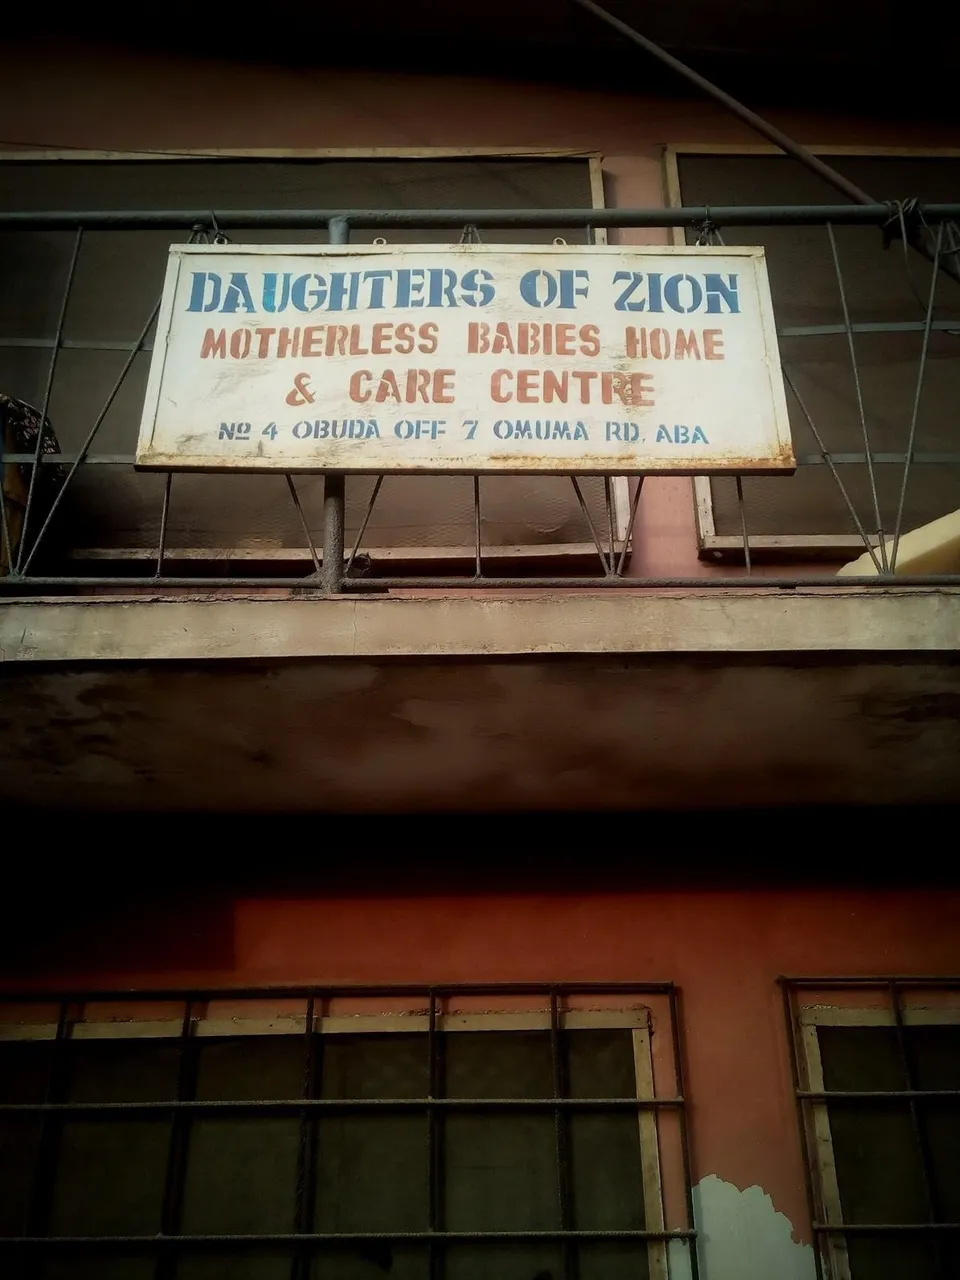 DAUGHTERS OF ZION
MOTHERLESS BABIES HOME
& CARE CENTRE
Nº 4 OBUDA OFF 7 OMUMA RD, ABA